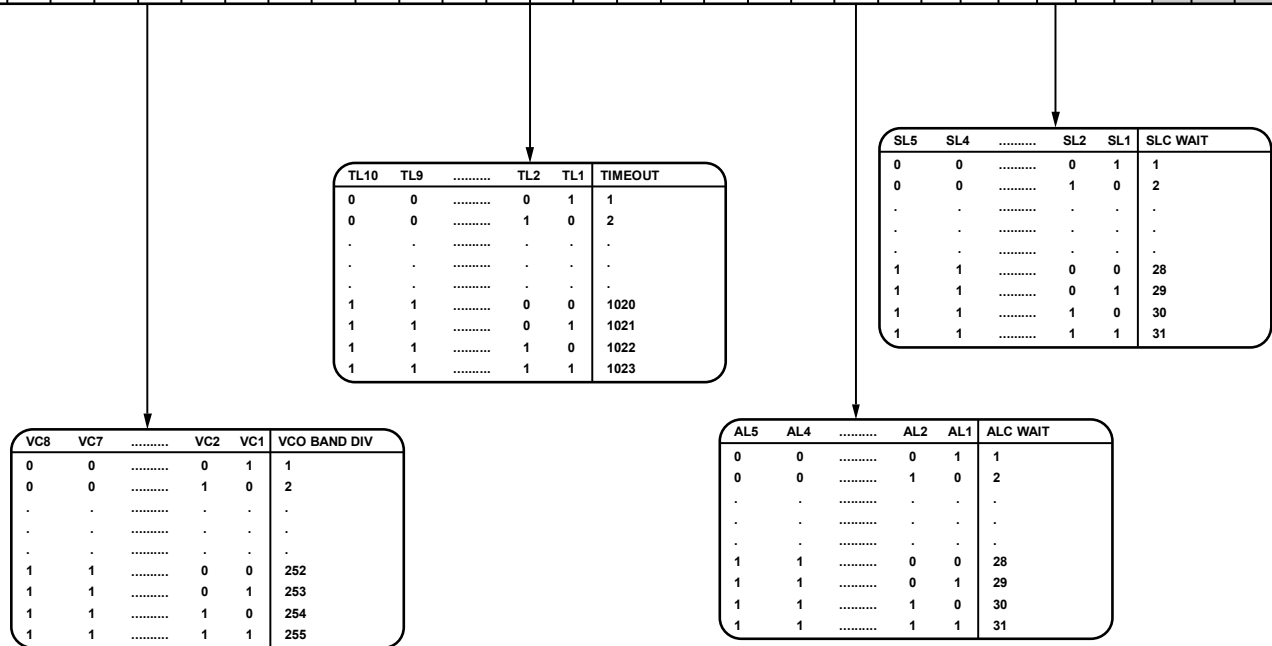 SL5 SL4 .......... SL2 SL1 SLC WAIT
0 0 .......... 0 1 1
0 0 .......... 1 0 2
. . .......... . . .
. . .......... . . .
. . .......... . . .
1 1 .......... 0 0 28
1 1 .......... 0 1 29
1 1 .......... 1 0 30
1 1 .......... 1 1 31
TL10 TL9 .......... TL2 TL1 TIMEOUT
0 0 .......... 0 1 1
0 0 .......... 1 0 2
. . .......... . . .
. . .......... . . .
. . .......... . . .
1 1 .......... 0 0 1020
1 1 .......... 0 1 1021
1 1 .......... 1 0 1022
1 1 .......... 1 1 1023
VC8 VC7 .......... VC2 VC1 VCO BAND DIV
0 0 .......... 0 1 1
0 0 .......... 1 0 2
. . .......... . . .
. . .......... . . .
. . .......... . . .
1 1 .......... 0 0 252
1 1 .......... 0 1 253
1 1 .......... 1 0 254
1 1 .......... 1 1 255
AL5 AL4 .......... AL2 AL1 ALC WAIT
0 0 .......... 0 1 1
0 0 .......... 1 0 2
. . .......... . . .
. . .......... . . .
. . .......... . . .
1 1 .......... 0 0 28
1 1 .......... 0 1 29
1 1 .......... 1 0 30
1 1 .......... 1 1 31